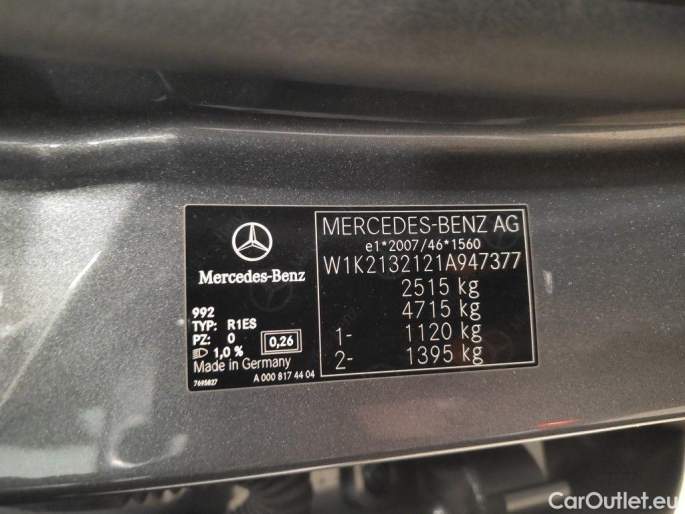 Mercedes-Benz
992
TYP: R1ES
PZ: 0
1,0 %
0,26
Made in Germany
7695827
A 000 817 44 04
MERCEDES-BENZ AG
e1*2007/46*1560
W1K2132121A947377
2515 kg
4715 kg
1- 1120 kg
2- 1395 kg
CarOutlet.eu